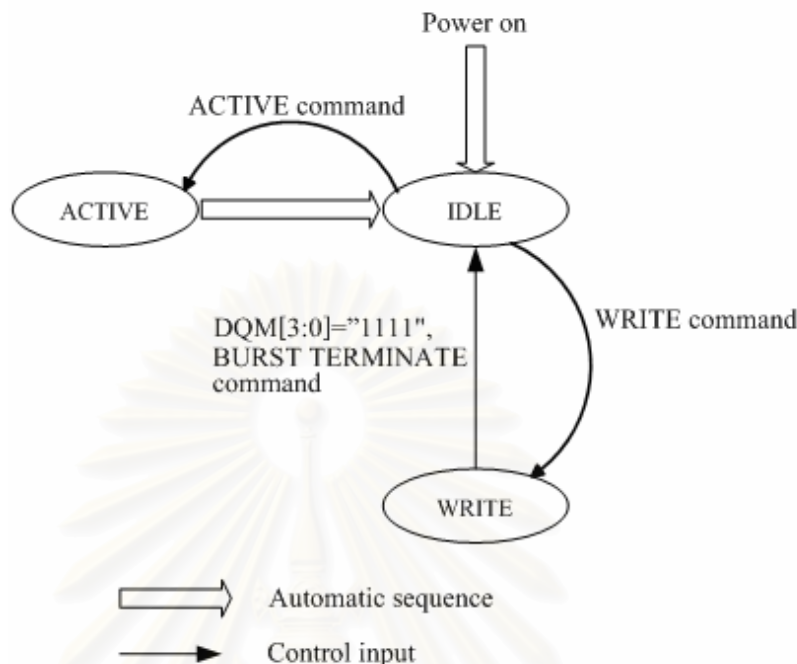 Power on
ACTIVE command
ACTIVE
IDLE
DQM[3:0]=”1111",
BURST TERMINATE
command
WRITE command
WRITE
Automatic sequence
Control input